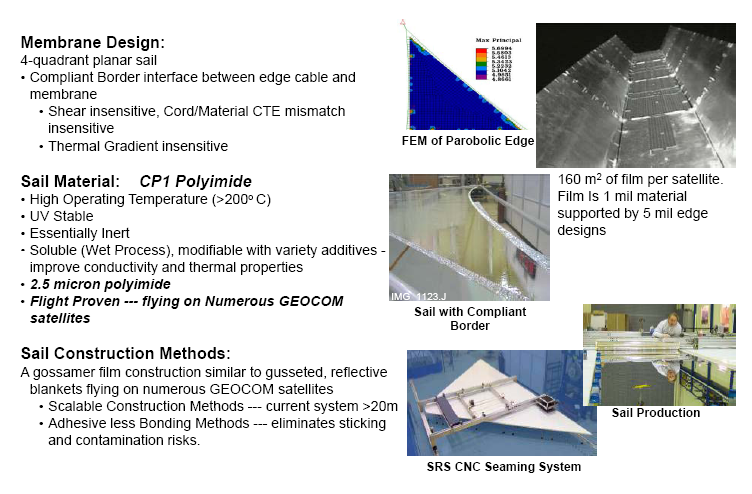 Membrane Design:
4-quadrant planar sail
• Compliant Border interface between edge cable and
membrane
• Shear insensitive, Cord/Material CTE mismatch
insensitive
• Thermal Gradient insensitive
Sail Material: CP1 Polyimide
• High Operating Temperature (>200º C)
• UV Stable
• Essentially Inert
• Soluble (Wet Process), modifiable with variety additives -
improve conductivity and thermal properties
• 2.5 micron polyimide
• Flight Proven --- flying on Numerous GEOCOM
satellites
Sail Construction Methods:
A gossamer film construction similar to gusseted, reflective
blankets flying on numerous GEOCOM satellites
• Scalable Construction Methods --- current system >20m
• Adhesive less Bonding Methods --- eliminates sticking
and contamination risks.
Max Principal
FEM of Parobolic Edge
160 m² of film per satellite.
Film Is 1 mil material
supported by 5 mil edge
designs
IMG_1123.J
Sail with Compliant
Border
Sail Production
SRS CNC Seaming System